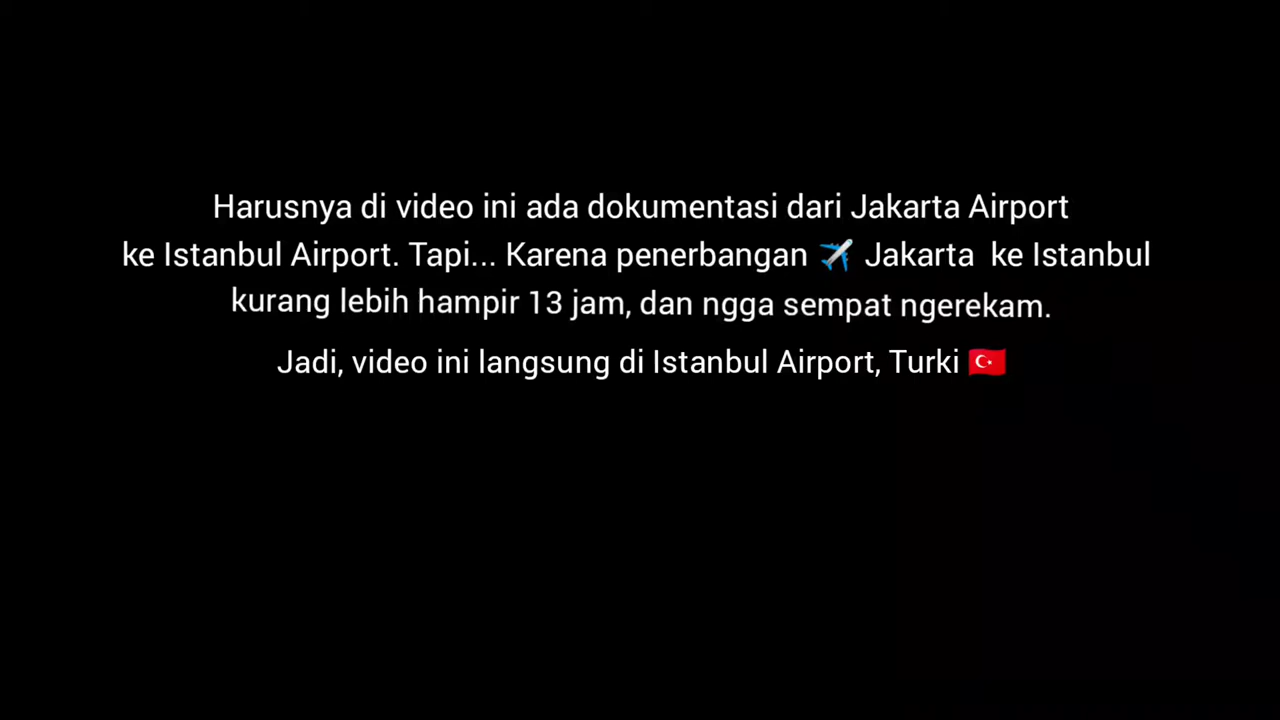 Harusnya di video ini ada dokumentasi dari Jakarta Airport
ke Istanbul Airport. Tapi... Karena penerbangan ✈️ Jakarta  ke Istanbul
kurang lebih hampir 13 jam, dan ngga sempat ngerekam.
Jadi, video ini langsung di Istanbul Airport, Turki 🇹🇷